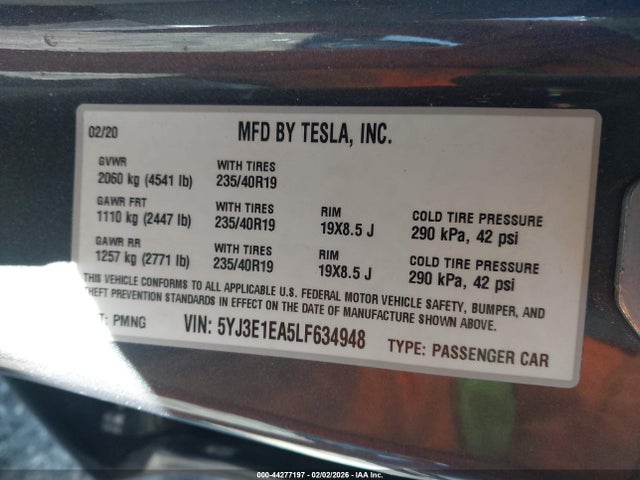 02/20 MFD BY TESLA, INC.
GVWR WITH TIRES
2060 kg (4541 lb) 235/40R19
GAWR FRT WITH TIRES RIM COLD TIRE PRESSURE
1110 kg (2447 lb) 235/40R19 19X8.5 J 290 kPa, 42 psi
GAWR RR WITH TIRES RIM COLD TIRE PRESSURE
1257 kg (2771 lb) 235/40R19 19X8.5 J 290 kPa, 42 psi
THIS VEHICLE CONFORMS TO ALL APPLICABLE U.S. FEDERAL MOTOR VEHICLE SAFETY, BUMPER, AND
THEFT PREVENTION STANDARDS IN EFFECT ON THE DATE OF MANUFACTURE SHOWN ABOVE.
T: PMNG VIN: 5YJ3E1EA5LF634948 TYPE: PASSENGER CAR
000-44277197 - 02/02/2026 - IAAI.COM